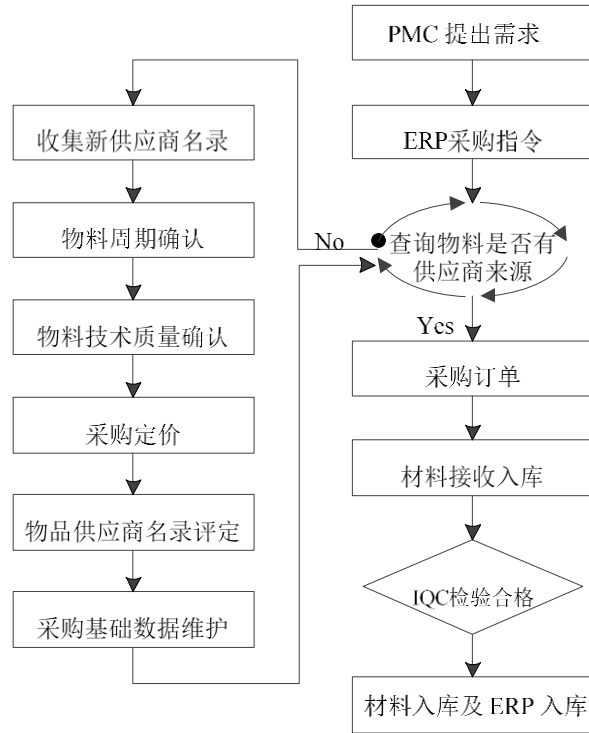 PMC 提出需求
ERP采购指令
查询物料是否有
供应商来源
No
Yes
收集新供应商名录
物料周期确认
物料技术质量确认
采购定价
物品供应商名录评定
采购基础数据维护
采购订单
材料接收入库
IQC检验合格
材料入库及 ERP 入库